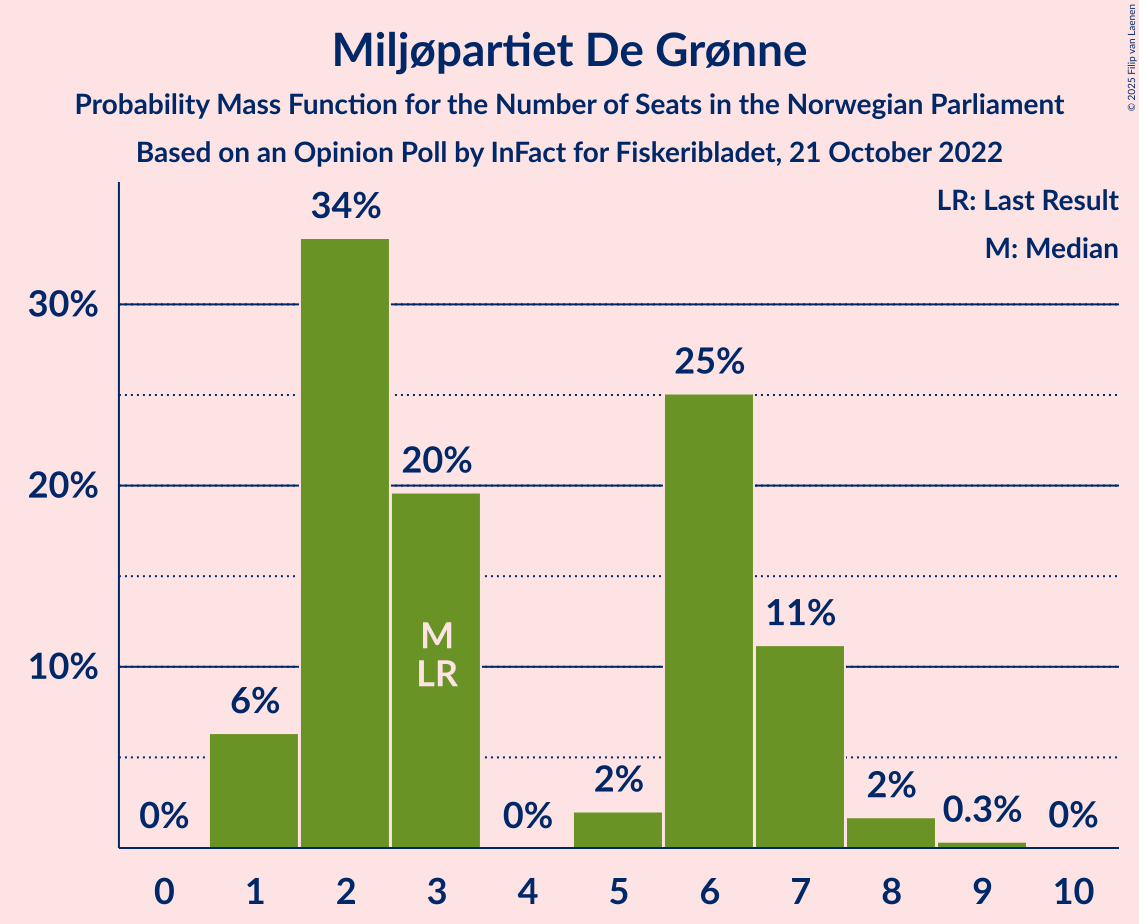 Miljøpartiet De Grønne
Probability Mass Function for the Number of Seats in the Norwegian Parliament
Based on an Opinion Poll by InFact for Fiskeribladet, 21 October 2022
© 2025 Filip van Laenen
LR: Last Result
M: Median
34%
30%
25%
20%
20%
M
11%
LR
10%
6%
2%
2%
0.3%
0%
0%
0%
0 1 2 3 4 5 6 7 8 9 10